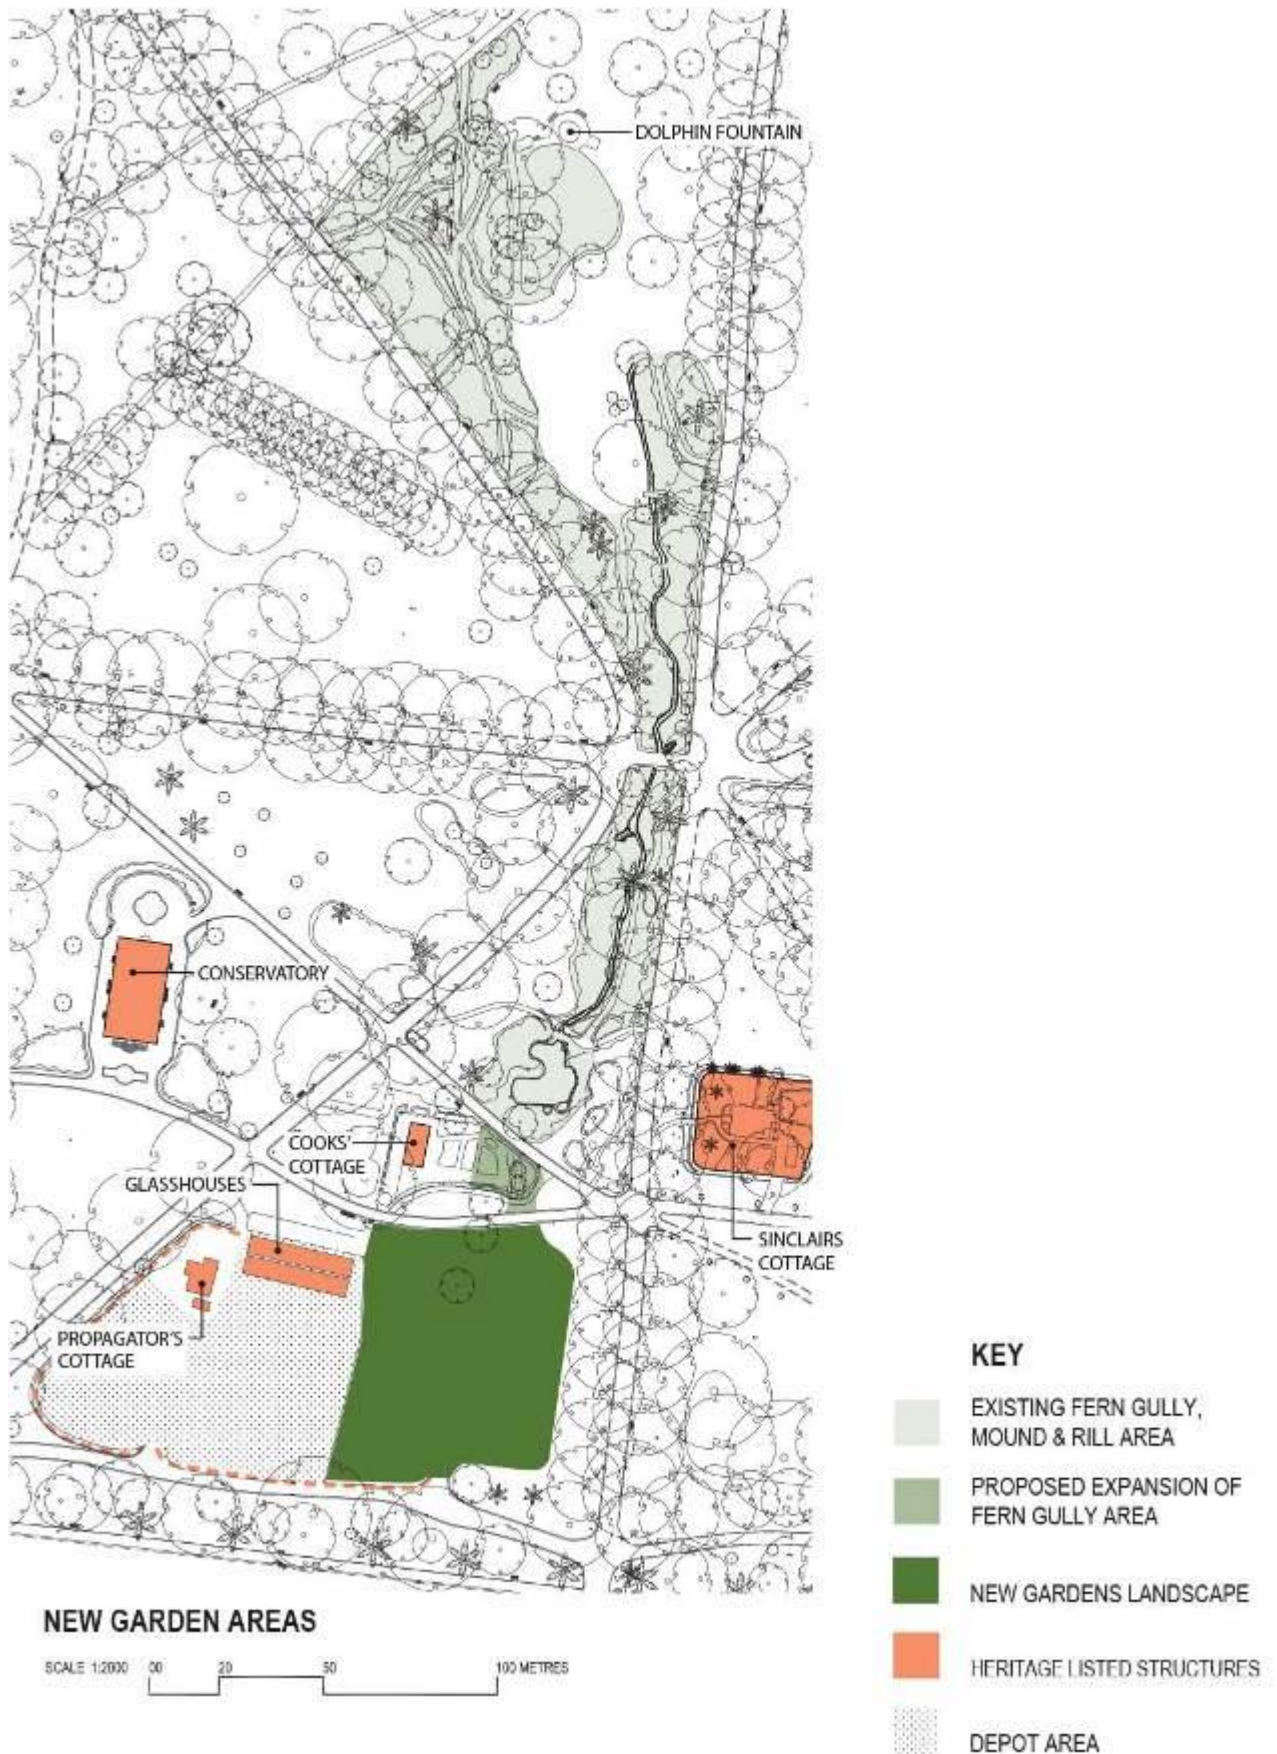 DOLPHIN FOUNTAIN
CONSERVATORY
COOKS'
COTTAGE
GLASSHOUSES
SINCLAIRS
COTTAGE
PROPAGATOR'S
COTTAGE
KEY
EXISTING FERN GULLY,
MOUND & RILL AREA
PROPOSED EXPANSION OF
FERN GULLY AREA
NEW GARDENS LANDSCAPE
HERITAGE LISTED STRUCTURES
DEPOT AREA
NEW GARDEN AREAS
SCALE 1:2000 00 20 50 100 METRES